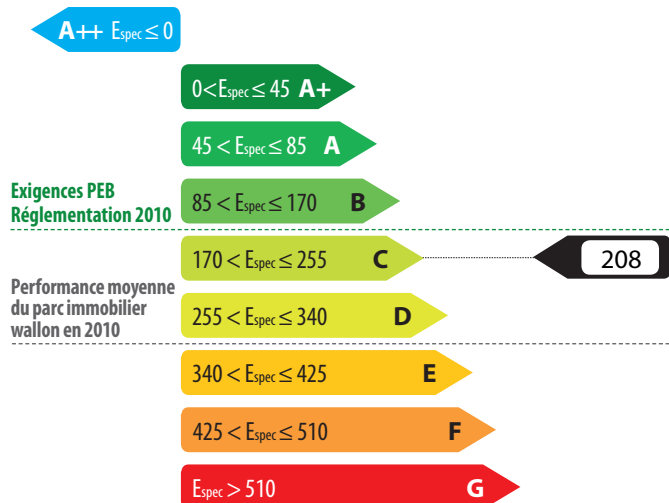 A++ Espec ≤ 0
0 < Espec ≤ 45 A+
45 < Espec ≤ 85 A
Exigences PEB
Réglementation 2010
85 < Espec ≤ 170 B
170 < Espec ≤ 255 C
208
Performance moyenne
du parc immobilier
wallon en 2010
255 < Espec ≤ 340 D
340 < Espec ≤ 425 E
425 < Espec ≤ 510 F
Espec > 510 G